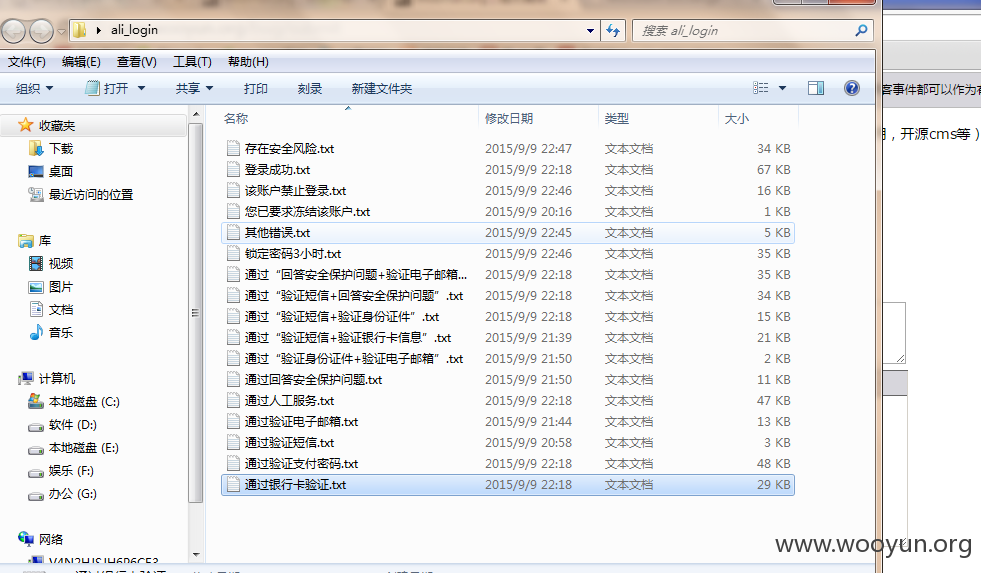 ali_login
搜索 ali_login
文件(F) 编辑(E) 查看(V) 工具(T) 帮助(H)
组织 打开 共享 打印 刻录 新建文件夹
客事件都可以作为
，开源cms等）
收藏夹
下载
桌面
最近访问的位置
库
视频
图片
文档
音乐
计算机
本地磁盘 (C:)
软件 (D:)
本地磁盘 (E:)
娱乐 (F:)
办公 (G:)
网络
名称 修改日期 类型 大小
存在安全风险.txt 2015/9/9 22:47 文本文档 34 KB
登录成功.txt 2015/9/9 22:18 文本文档 67 KB
该账户禁止登录.txt 2015/9/9 22:46 文本文档 16 KB
您已要求冻结该账户.txt 2015/9/9 20:16 文本文档 1 KB
其他错误.txt 2015/9/9 22:45 文本文档 5 KB
锁定密码3小时.txt 2015/9/9 22:46 文本文档 35 KB
通过“回答安全保护问题+验证电子邮箱... 2015/9/9 22:18 文本文档 35 KB
通过“验证短信+回答安全保护问题”.txt 2015/9/9 22:18 文本文档 34 KB
通过“验证短信+验证身份证件”.txt 2015/9/9 22:18 文本文档 15 KB
通过“验证短信+验证银行卡信息”.txt 2015/9/9 21:39 文本文档 21 KB
通过“验证身份证件+验证电子邮箱”.txt 2015/9/9 21:50 文本文档 2 KB
通过回答安全保护问题.txt 2015/9/9 21:50 文本文档 11 KB
通过人工服务.txt 2015/9/9 22:18 文本文档 47 KB
通过验证电子邮箱.txt 2015/9/9 21:44 文本文档 13 KB
通过验证短信.txt 2015/9/9 20:58 文本文档 3 KB
通过验证支付密码.txt 2015/9/9 22:18 文本文档 48 KB
通过银行卡验证.txt 2015/9/9 22:18 文本文档 29 KB
www.wooyun.org